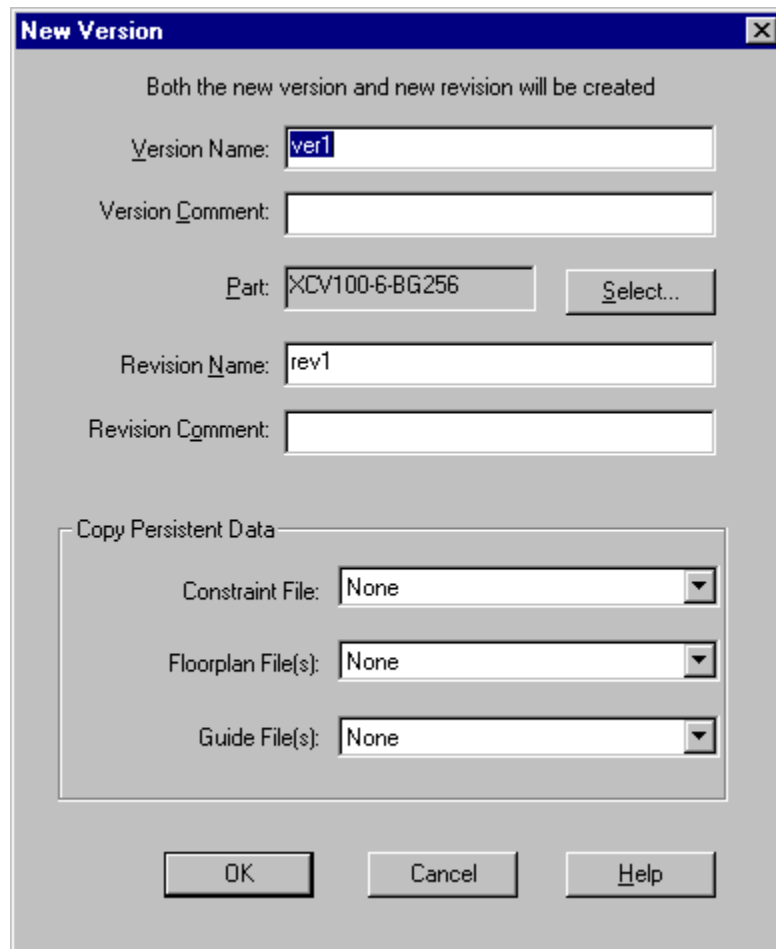 New Version
Both the new version and new revision will be created
Version Name: ver1
Version Comment:
Part: XCV100-6-BG256 Select...
Revision Name: rev1
Revision Comment:
Copy Persistent Data
Constraint File: None
Floorplan File(s): None
Guide File(s): None
OK Cancel Help